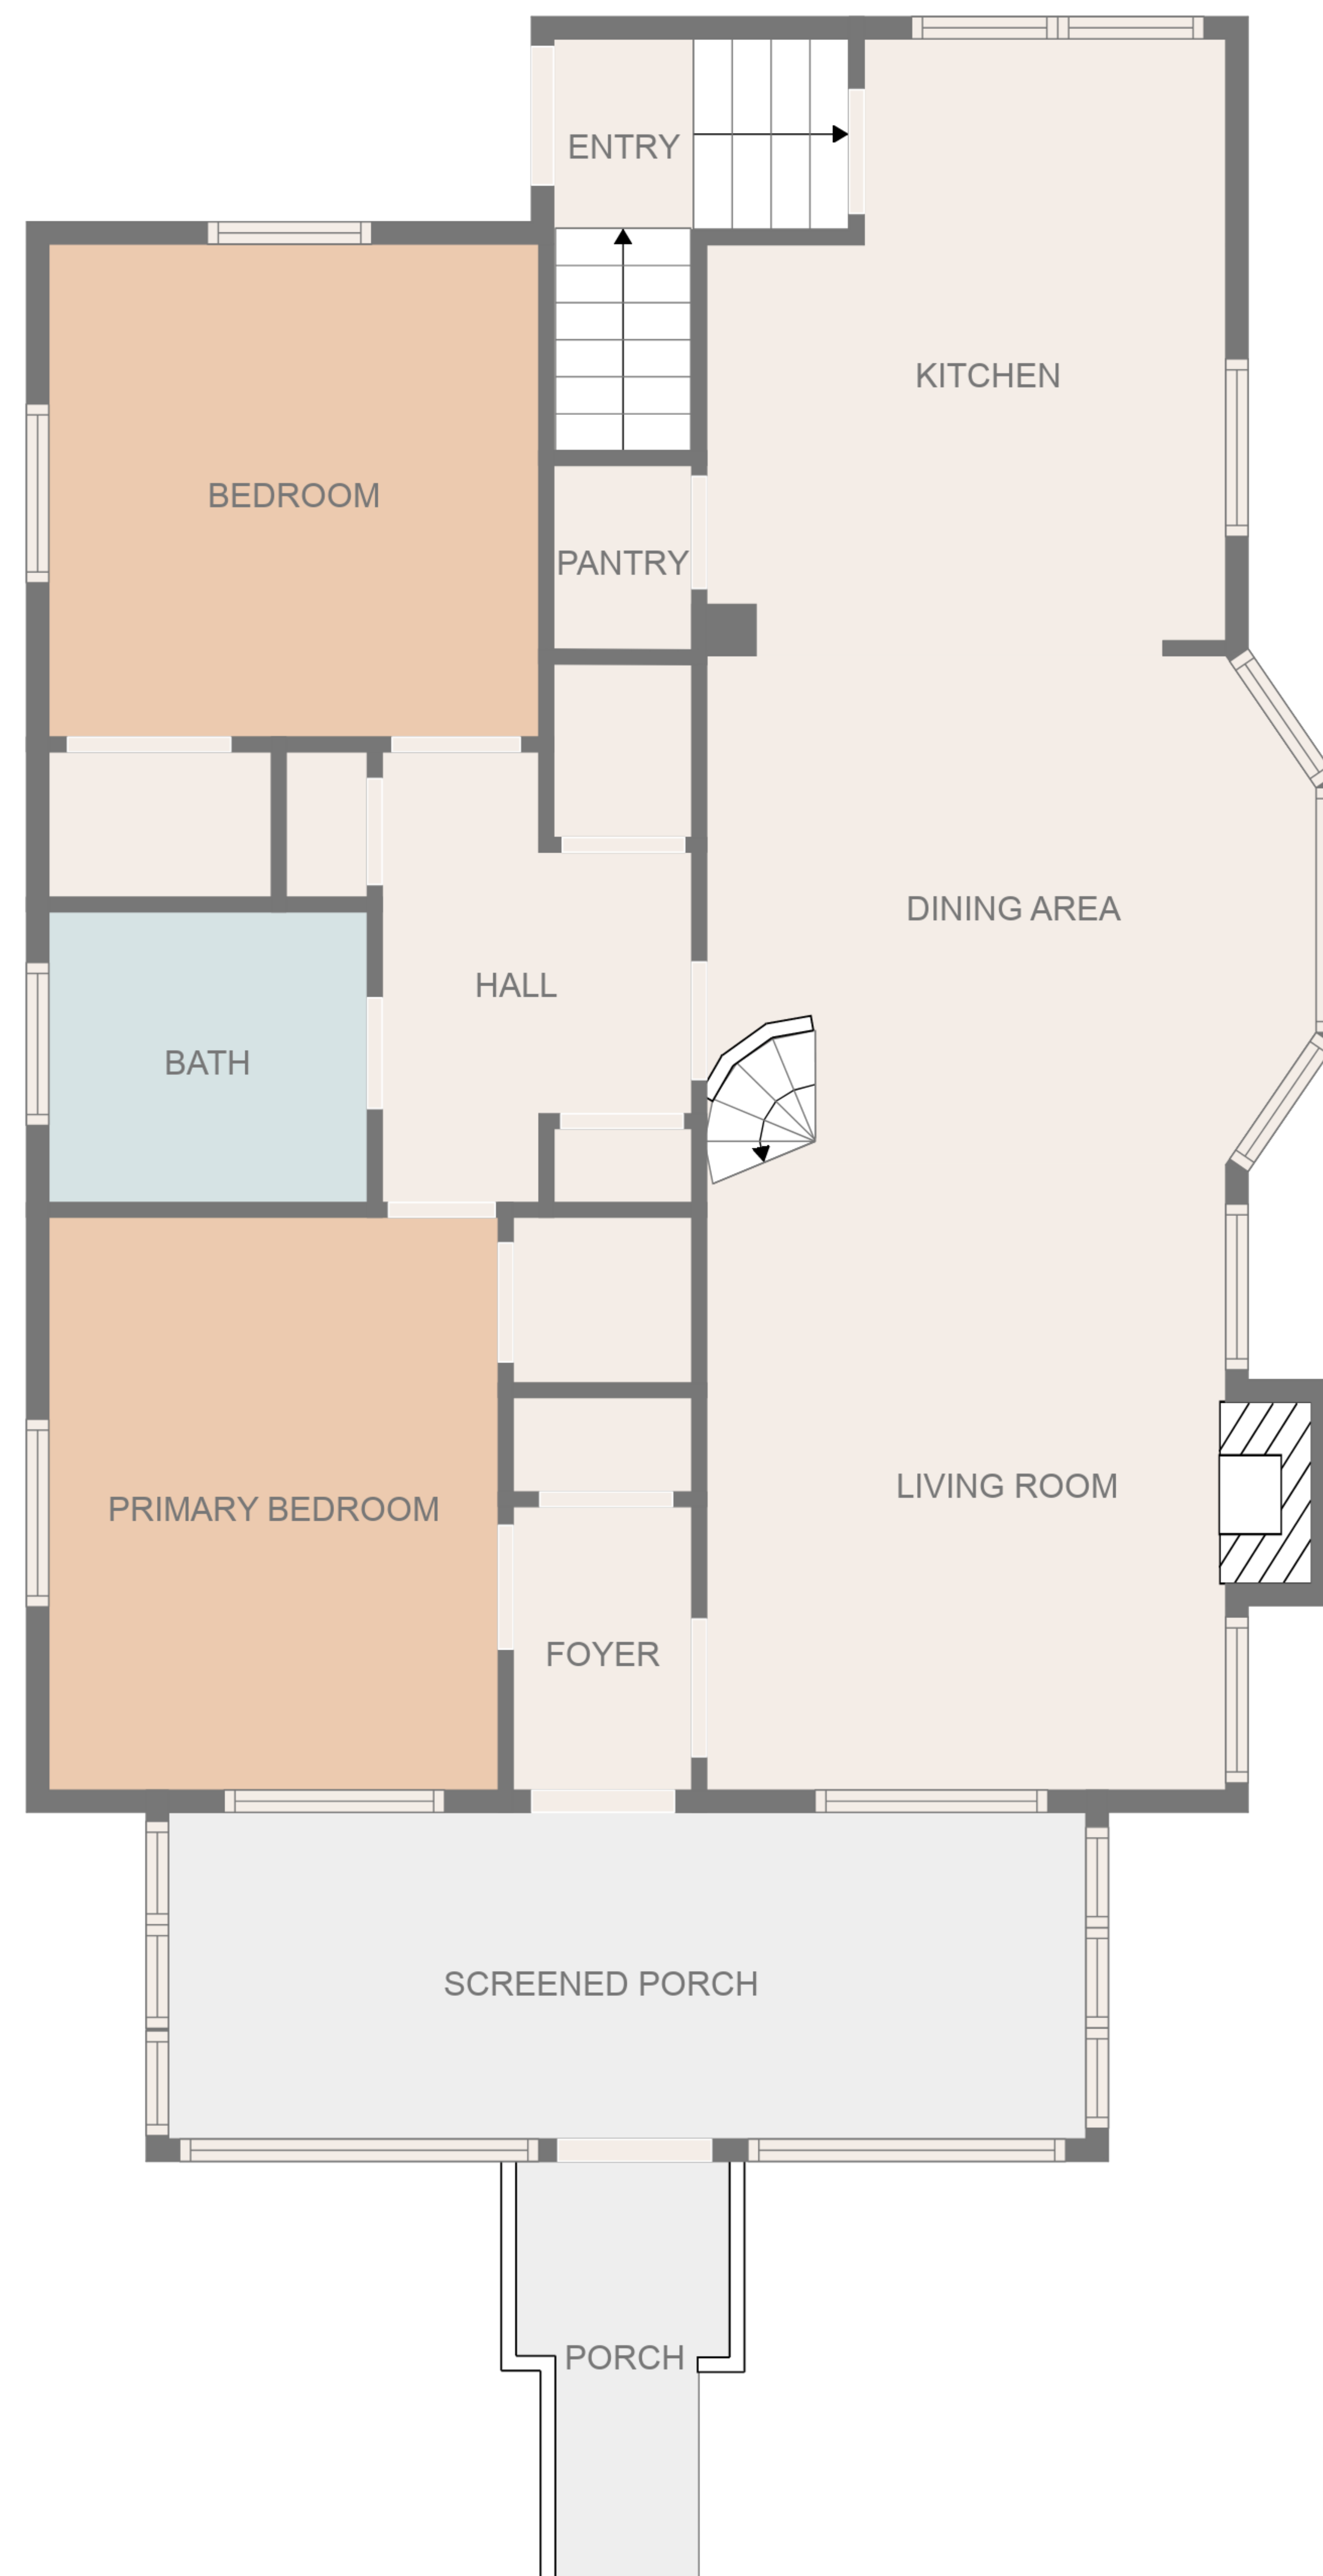 ENTRY
KITCHEN
BEDROOM
PANTRY
DINING AREA
HALL
BATH
LIVING ROOM
PRIMARY BEDROOM
FOYER
SCREENED PORCH
PORCH